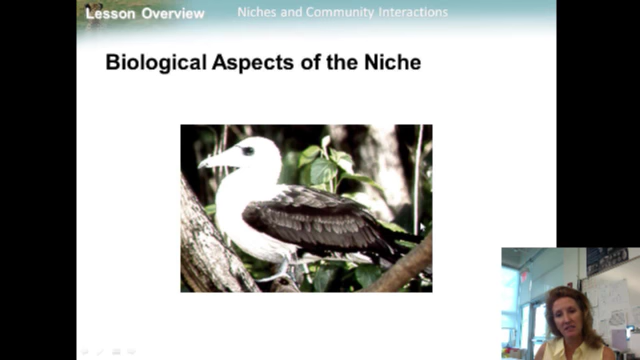 Lesson Overview
Niches and Community Interactions
Biological Aspects of the Niche